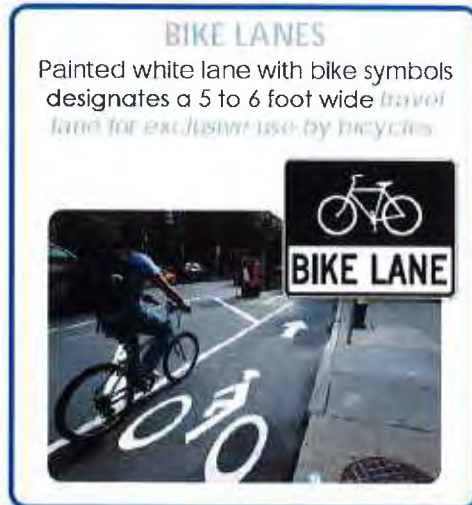 BIKE LANES
Painted white lane with bike symbols
designates a 5 to 6 foot wide travel
lane for exclusive use by bicycles
BIKE LANE